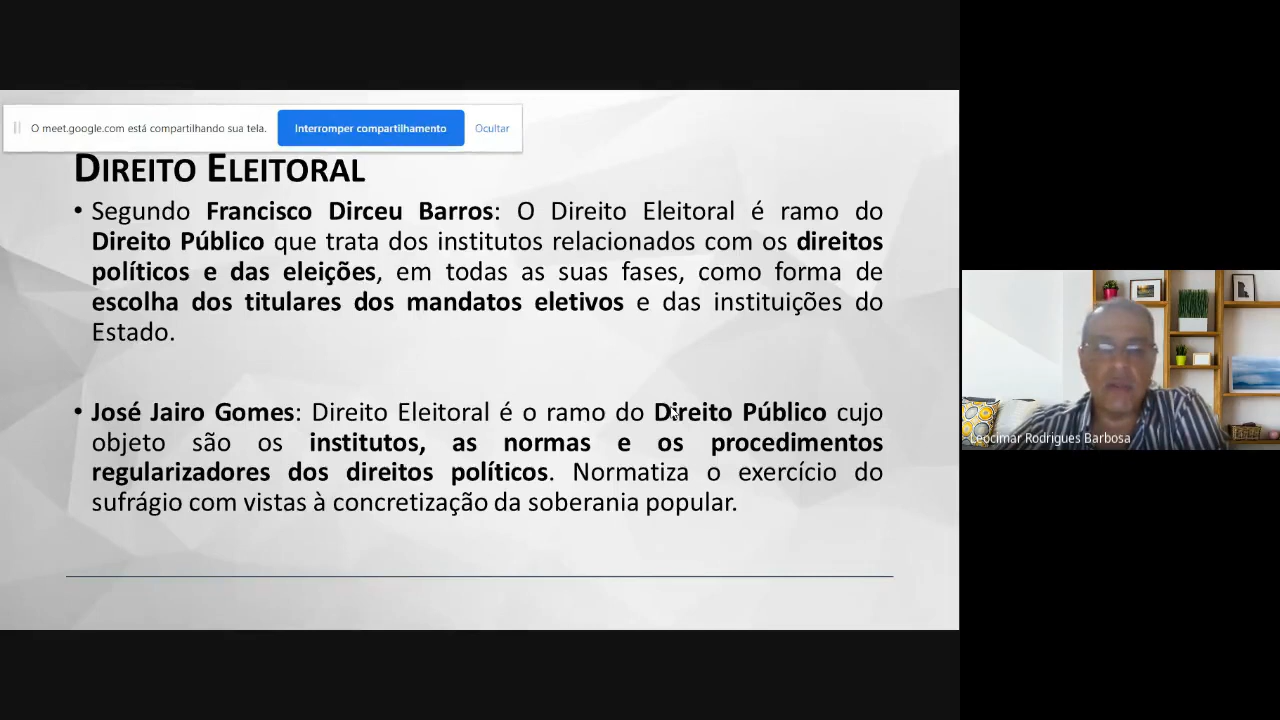 O meet.google.com está compartilhando sua tela.
Interromper compartilhamento
Ocultar
DIREITO ELEITORAL
• Segundo Francisco Dirceu Barros: O Direito Eleitoral é ramo do
Direito Público que trata dos institutos relacionados com os direitos
políticos e das eleições, em todas as suas fases, como forma de
escolha dos titulares dos mandatos eletivos e das instituições do
Estado.
• José Jairo Gomes: Direito Eleitoral é o ramo do Direito Público cujo
objeto são os institutos, as normas e os procedimentos
regularizadores dos direitos políticos. Normatiza o exercício do
sufrágio com vistas à concretização da soberania popular.
Leocimar Rodrigues Barbosa